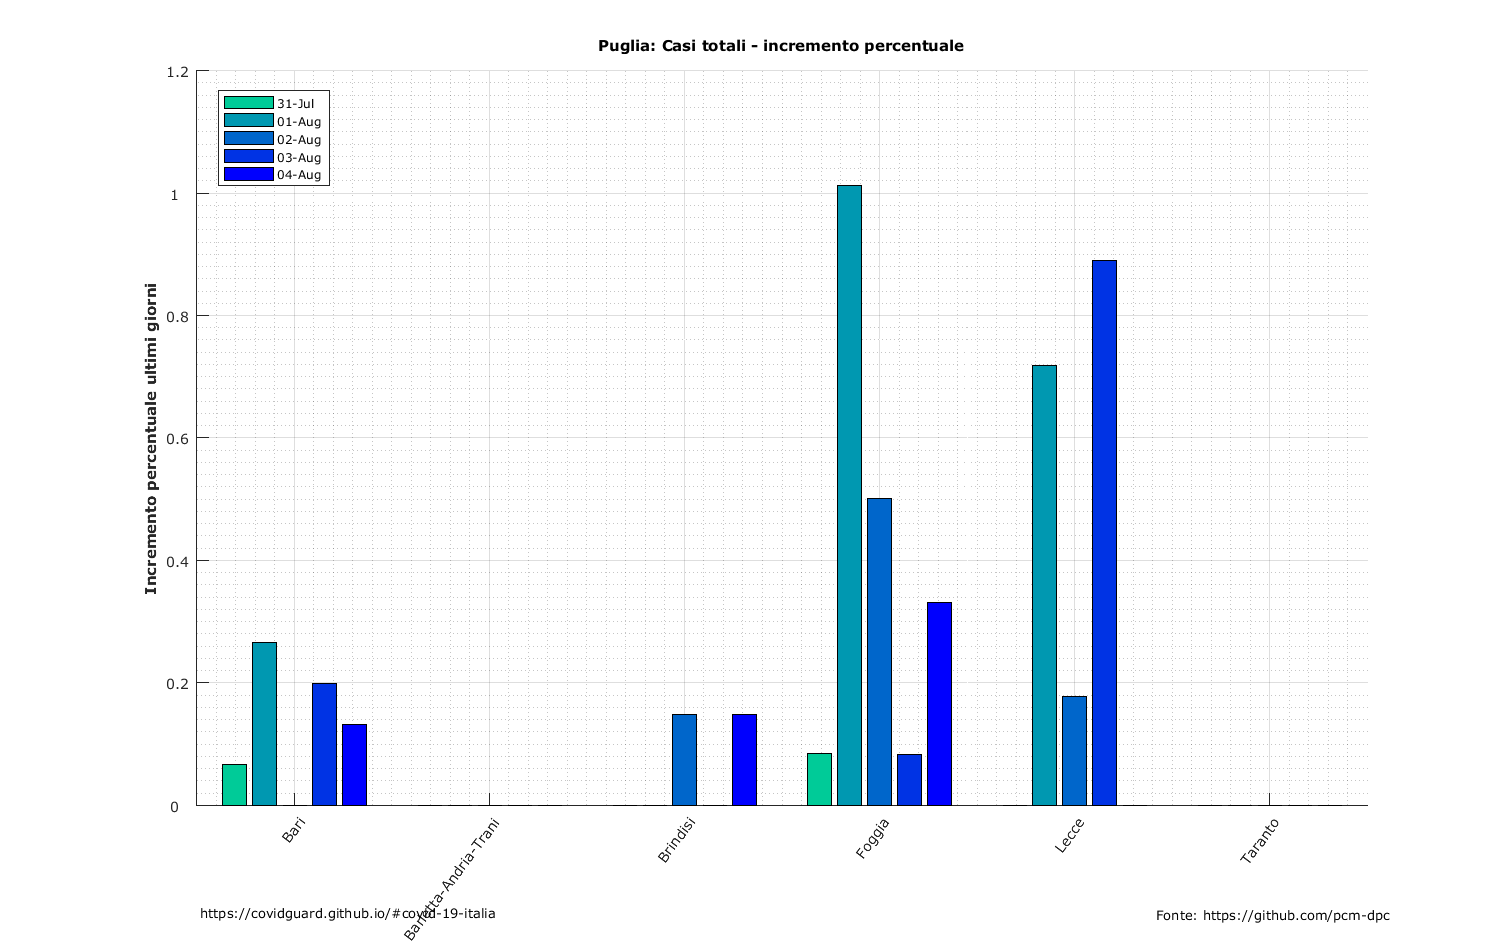 Puglia: Casi totali - incremento percentuale
31-Jul
01-Aug
02-Aug
03-Aug
04-Aug
Incremento percentuale ultimi giorni
1.2
1
0.8
0.6
0.4
0.2
0
Bari
Barletta-Andria-Trani
Brindisi
Foggia
Lecce
Taranto
https://covidguard.github.io/#covid-19-italia
Fonte: https://github.com/pcm-dpc